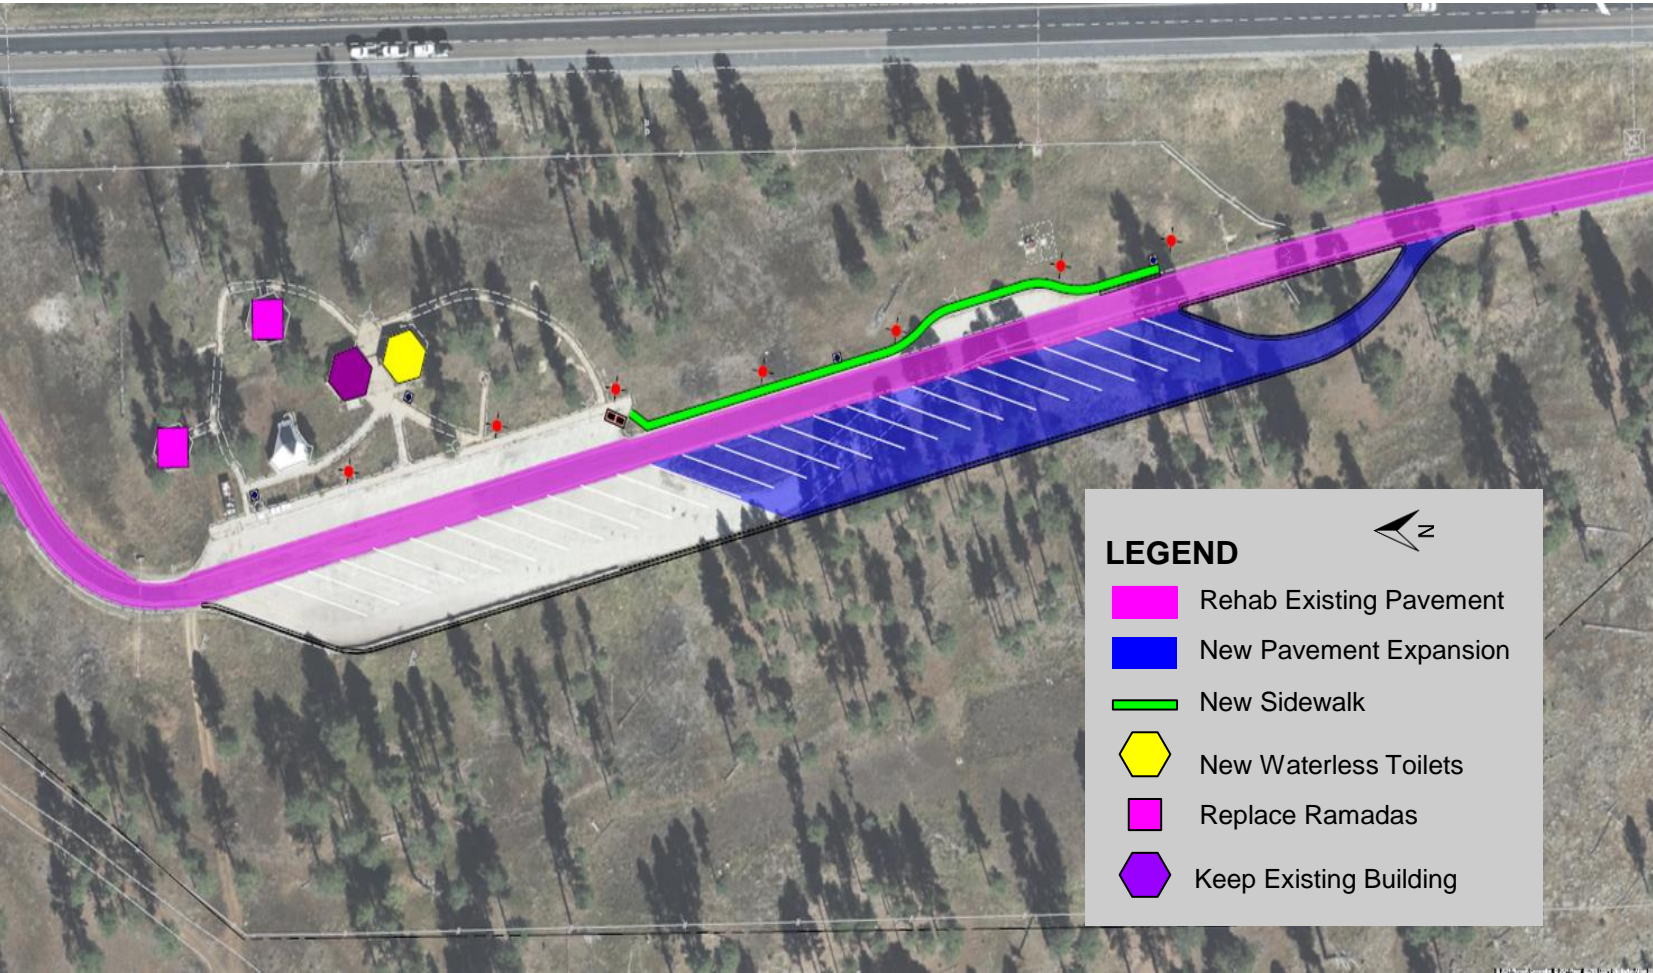 N
LEGEND
Rehab Existing Pavement
New Pavement Expansion
New Sidewalk
New Waterless Toilets
Replace Ramadas
Keep Existing Building